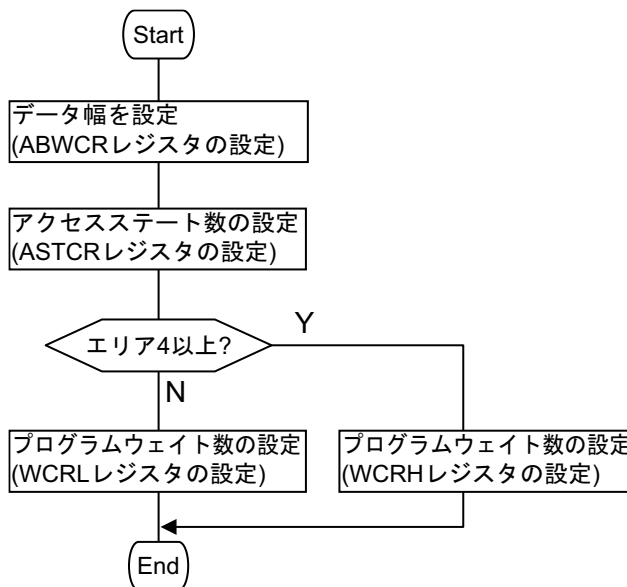 Start
データ幅を設定
(ABWCRレジスタの設定)
アクセスステート数の設定
(ASTCRレジスタの設定)
エリア4以上?
Y
N
プログラムウェイト数の設定
(WCRLレジスタの設定)
プログラムウェイト数の設定
(WCRHレジスタの設定)
End